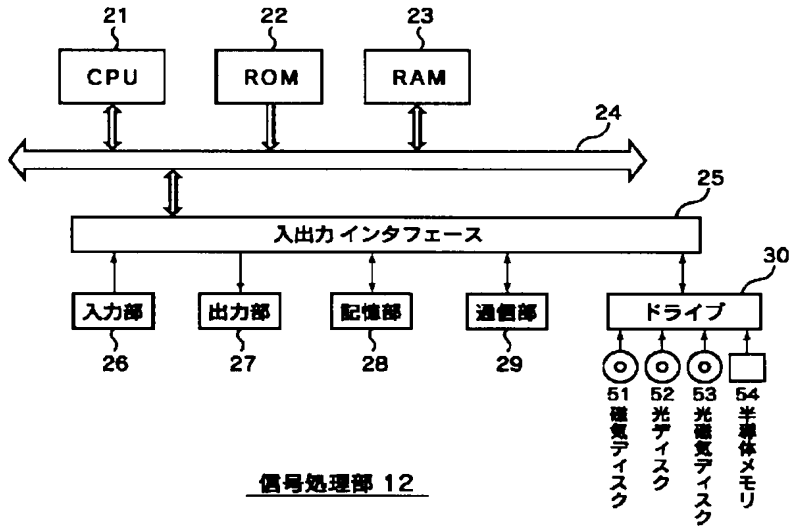 21
22
23
CPU
ROM
RAM
24
25
入出力インタフェース
30
入力部
出力部
記憶部
通信部
ドライブ
26
27
28
29
51
52
53
54
磁気ディスク
光ディスク
光磁気ディスク
半導体メモリ
信号処理部 12